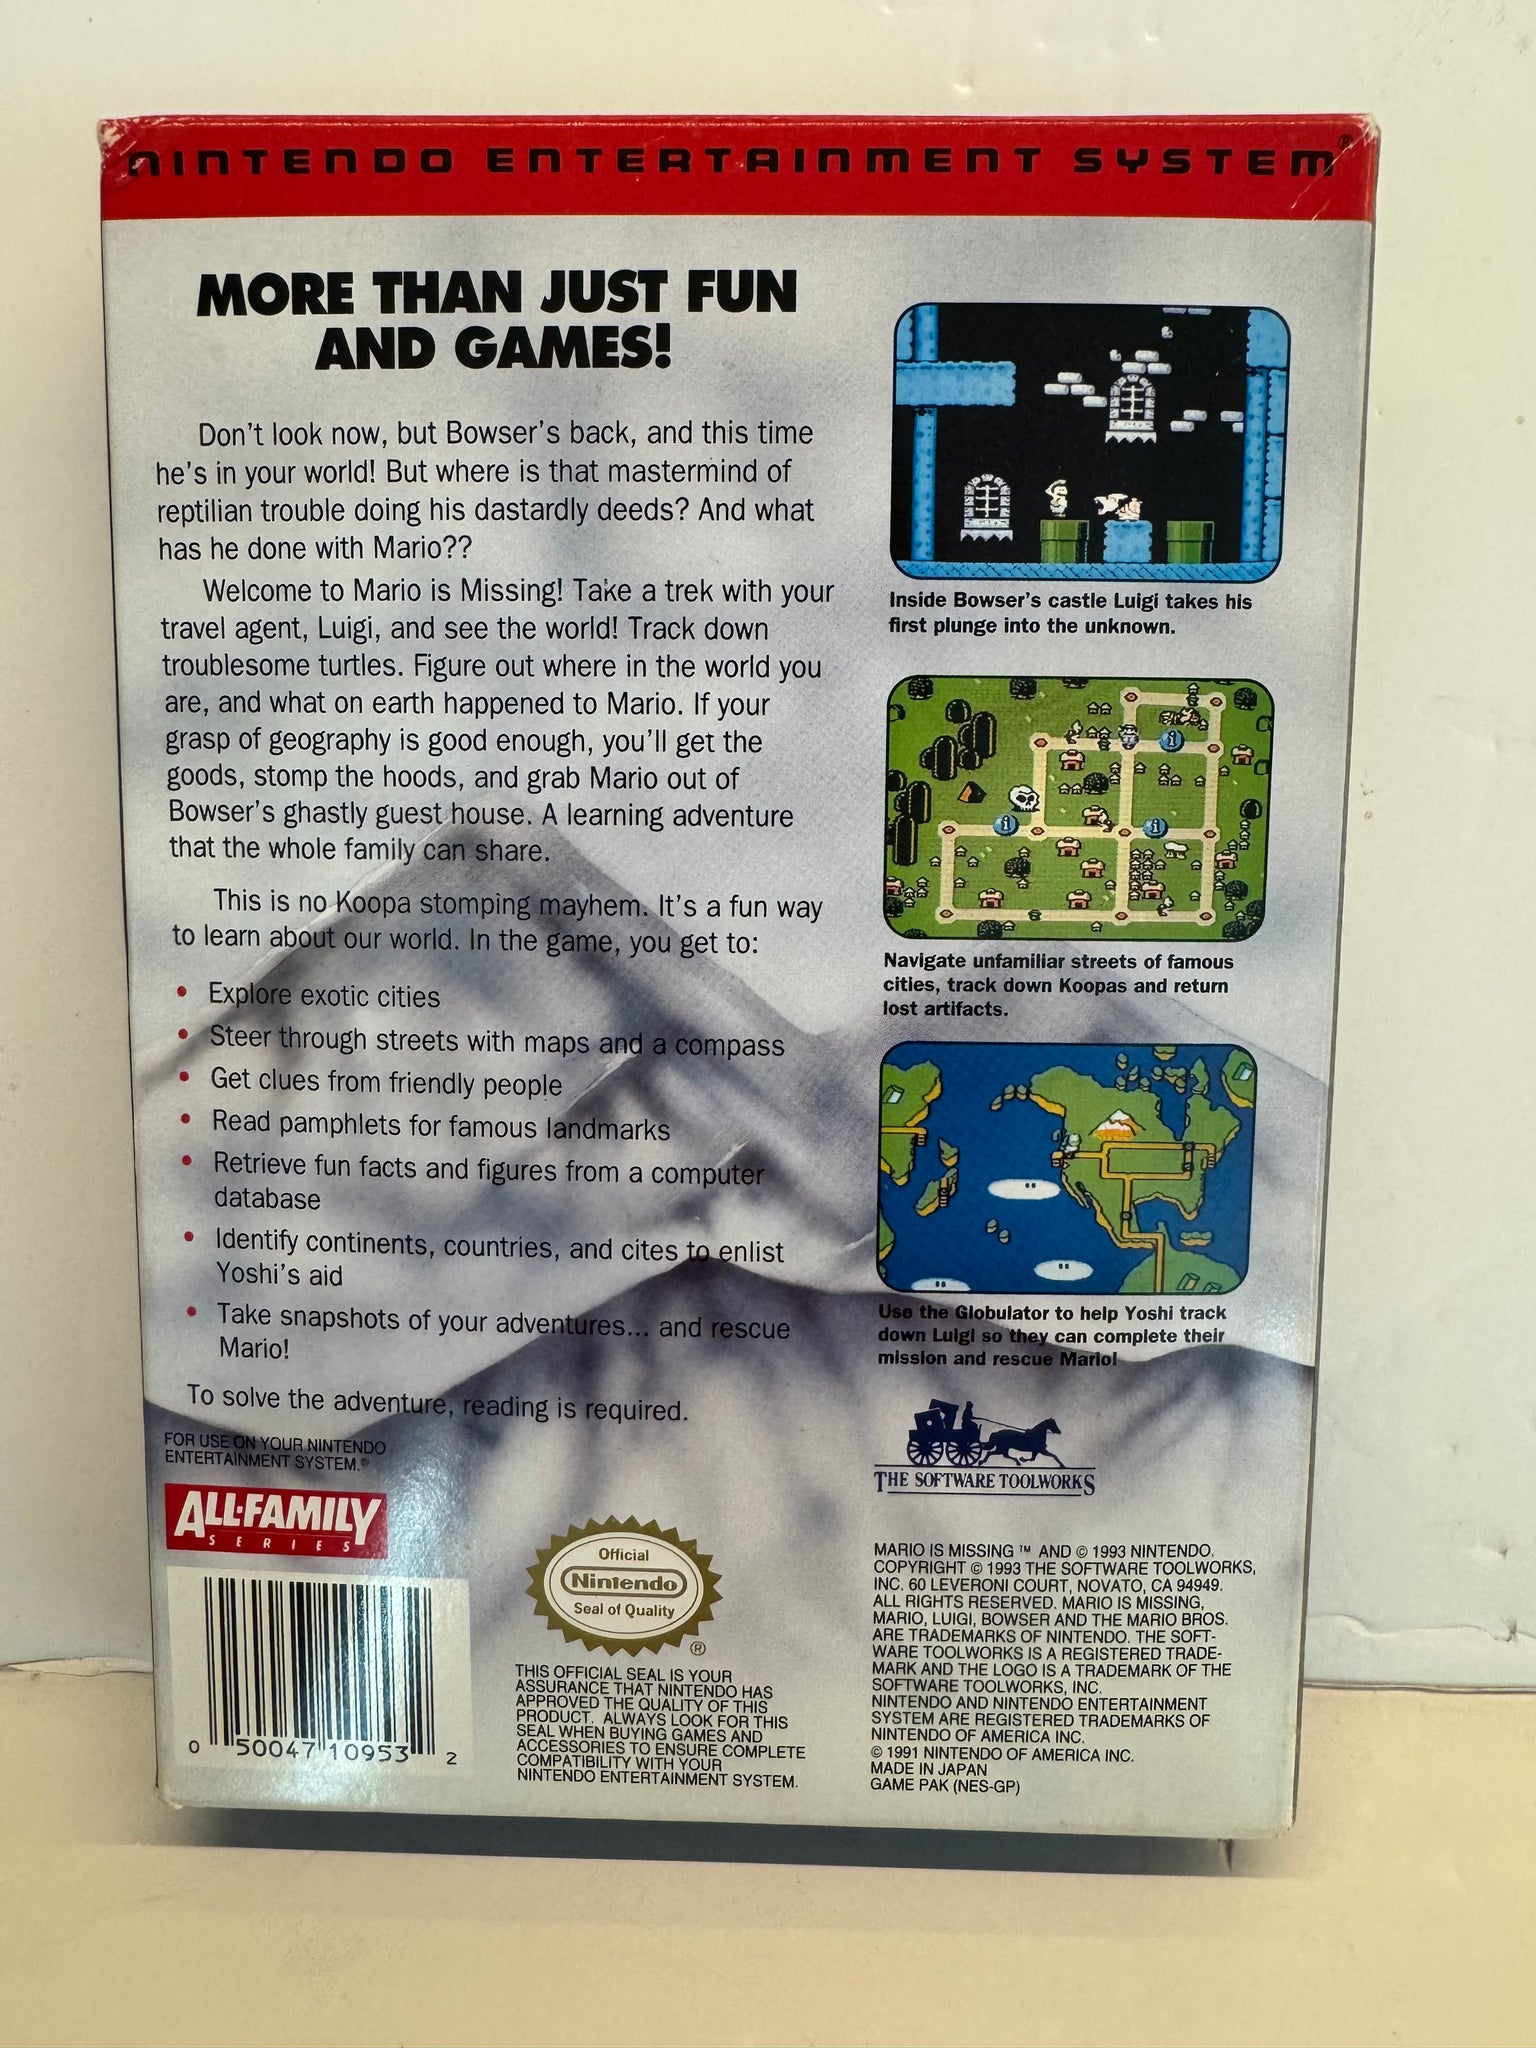 NINTENDO ENTERTAINMENT SYSTEM®
MORE THAN JUST FUN
AND GAMES!
Don't look now, but Bowser's back, and this time
he's in your world! But where is that mastermind of
reptilian trouble doing his dastardly deeds? And what
has he done with Mario??
Welcome to Mario is Missing! Take a trek with your
travel agent, Luigi, and see the world! Track down
troublesome turtles. Figure out where in the world you
are, and what on earth happened to Mario. If your
grasp of geography is good enough, you'll get the
goods, stomp the hoods, and grab Mario out of
Bowser's ghastly guest house. A learning adventure
that the whole family can share.
This is no Koopa stomping mayhem. It's a fun way
to learn about our world. In the game, you get to:
• Explore exotic cities
• Steer through streets with maps and a compass
• Get clues from friendly people
• Read pamphlets for famous landmarks
• Retrieve fun facts and figures from a computer
database
• Identify continents, countries, and cites to enlist
Yoshi's aid
• Take snapshots of your adventures... and rescue
Mario!
To solve the adventure, reading is required.
FOR USE ON YOUR NINTENDO
ENTERTAINMENT SYSTEM.®
ALL-FAMILY
SERIES
0 50047 10953 2
Official
Nintendo
Seal of Quality
®
THIS OFFICIAL SEAL IS YOUR
ASSURANCE THAT NINTENDO HAS
APPROVED THE QUALITY OF THIS
PRODUCT. ALWAYS LOOK FOR THIS
SEAL WHEN BUYING GAMES AND
ACCESSORIES TO ENSURE COMPLETE
COMPATIBILITY WITH YOUR
NINTENDO ENTERTAINMENT SYSTEM.
Inside Bowser's castle Luigi takes his
first plunge into the unknown.
i
i
i
Navigate unfamiliar streets of famous
cities, track down Koopas and return
lost artifacts.
Use the Globulator to help Yoshi track
down Luigi so they can complete their
mission and rescue Mario!
THE SOFTWARE TOOLWORKS
MARIO IS MISSING ™ AND © 1993 NINTENDO.
COPYRIGHT © 1993 THE SOFTWARE TOOLWORKS,
INC. 60 LEVERONI COURT, NOVATO, CA 94949.
ALL RIGHTS RESERVED. MARIO IS MISSING,
MARIO, LUIGI, BOWSER AND THE MARIO BROS.
ARE TRADEMARKS OF NINTENDO. THE SOFT-
WARE TOOLWORKS IS A REGISTERED TRADE-
MARK AND THE LOGO IS A TRADEMARK OF THE
SOFTWARE TOOLWORKS, INC.
NINTENDO AND NINTENDO ENTERTAINMENT
SYSTEM ARE REGISTERED TRADEMARKS OF
NINTENDO OF AMERICA INC.
© 1991 NINTENDO OF AMERICA INC.
MADE IN JAPAN
GAME PAK (NES-GP)